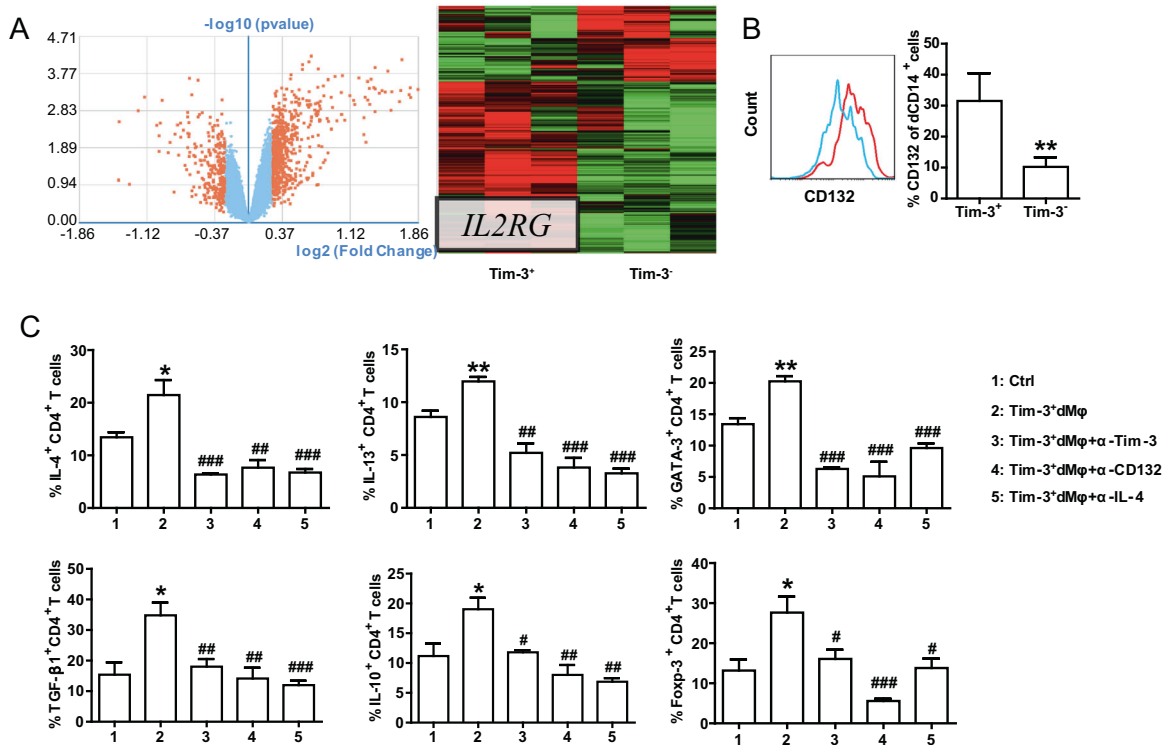 A
-log10 (pvalue)
4.71
3.77
2.83
1.89
0.94
0.00
-1.86 -1.12 -0.37 0.37 1.12 1.86
log2 (Fold Change)
IL2RG
Tim-3⁺ Tim-3⁻
B
Count
CD132
% CD132 of dCD14 ⁺cells
50
40
30
20
10
0
**
Tim-3⁺ Tim-3⁻
C
% IL-4⁺ CD4⁺ T cells
30
20
10
0
* ### ## ###
1 2 3 4 5
% IL-13⁺ CD4⁺ T cells
15
10
5
0
** ## ### ###
1 2 3 4 5
% GATA-3⁺ CD4⁺ T cells
25
20
15
10
5
0
** ### ### ###
1 2 3 4 5
1: Ctrl
2: Tim-3⁺dMφ
3: Tim-3⁺dMφ+α-Tim-3
4: Tim-3⁺dMφ+α-CD132
5: Tim-3⁺dMφ+α-IL-4
% TGF-β1⁺CD4⁺T cells
50
40
30
20
10
0
* ## ## ###
1 2 3 4 5
% IL-10⁺ CD4⁺ T cells
25
20
15
10
5
0
* # ## ##
1 2 3 4 5
% Foxp-3⁺ CD4⁺ T cells
40
30
20
10
0
* # ### #
1 2 3 4 5